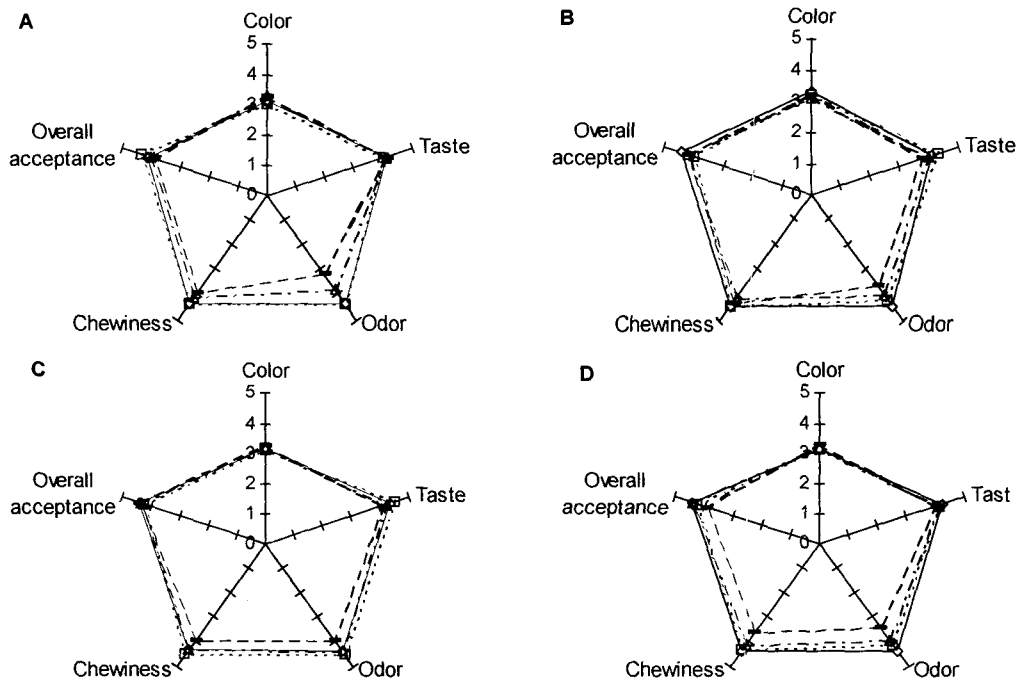 A
Color
5
4
3
2
1
0
Taste
Odor
Chewiness
Overall
acceptance
B
Color
5
4
3
2
1
0
Taste
Odor
Chewiness
Overall
acceptance
C
Color
5
4
3
2
1
0
Taste
Odor
Chewiness
Overall
acceptance
D
Color
5
4
3
2
1
0
Tast
Odor
Chewiness
Overall
acceptance